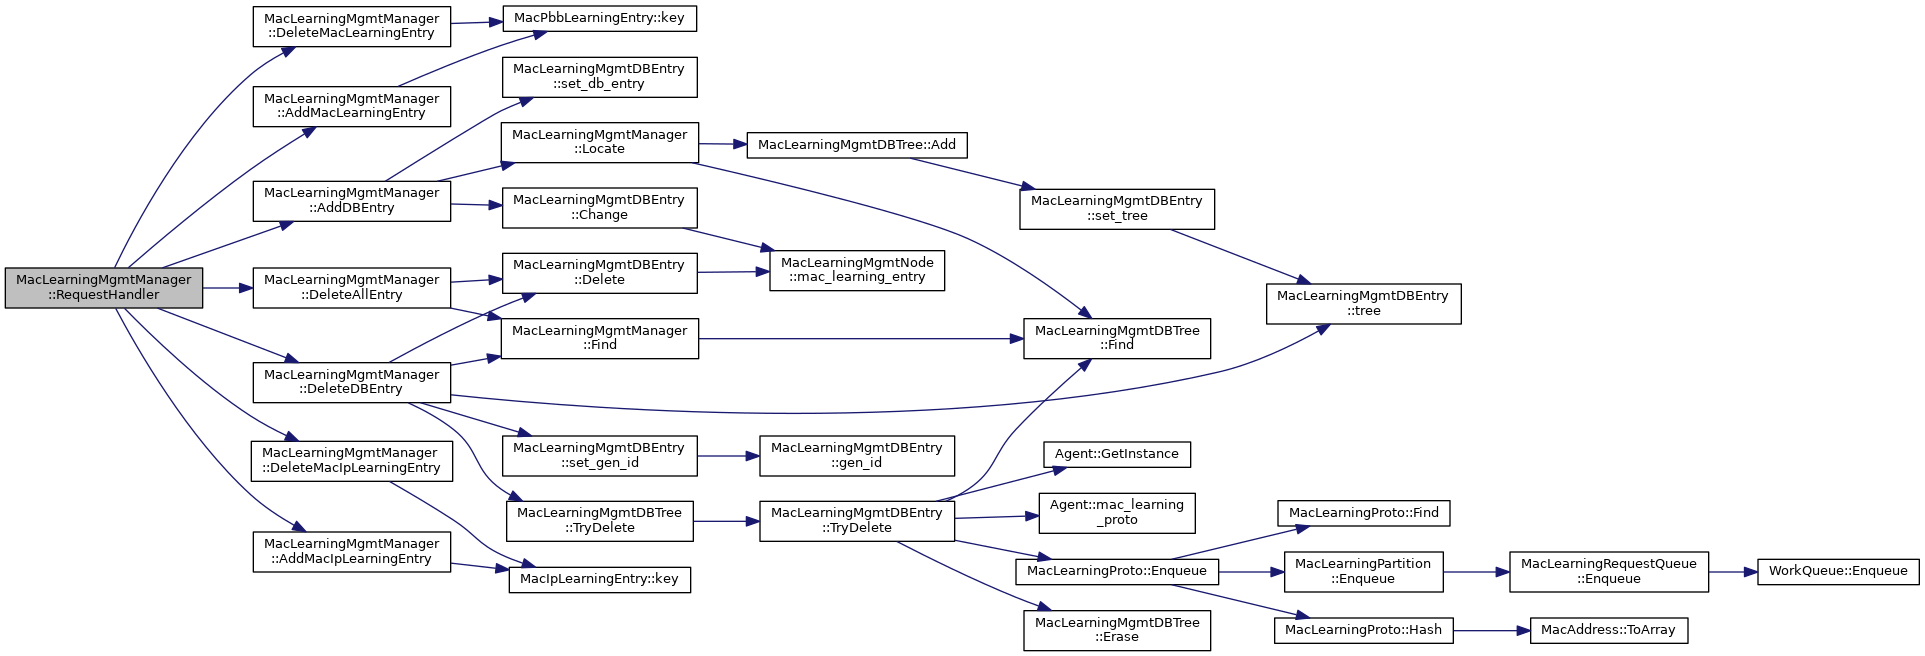 MacLearningMgmtManager
::RequestHandler
MacLearningMgmtManager
::DeleteMacLearningEntry
MacLearningMgmtManager
::AddMacLearningEntry
MacLearningMgmtManager
::AddDBEntry
MacLearningMgmtManager
::DeleteAllEntry
MacLearningMgmtManager
::DeleteDBEntry
MacLearningMgmtManager
::DeleteMacIpLearningEntry
MacLearningMgmtManager
::AddMacIpLearningEntry
MacPbbLearningEntry::key
MacLearningMgmtDBEntry
::set_db_entry
MacLearningMgmtManager
::Locate
MacLearningMgmtDBEntry
::Change
MacLearningMgmtDBEntry
::Delete
MacLearningMgmtManager
::Find
MacLearningMgmtDBEntry
::set_gen_id
MacLearningMgmtDBTree
::TryDelete
MacIpLearningEntry::key
MacLearningMgmtDBTree::Add
MacLearningMgmtNode
::mac_learning_entry
MacLearningMgmtDBEntry
::gen_id
MacLearningMgmtDBEntry
::TryDelete
MacLearningMgmtDBEntry
::set_tree
MacLearningMgmtDBTree
::Find
Agent::GetInstance
Agent::mac_learning
_proto
MacLearningProto::Enqueue
MacLearningMgmtDBTree
::Erase
MacLearningMgmtDBEntry
::tree
MacLearningProto::Find
MacLearningPartition
::Enqueue
MacLearningProto::Hash
MacLearningRequestQueue
::Enqueue
MacAddress::ToArray
WorkQueue::Enqueue